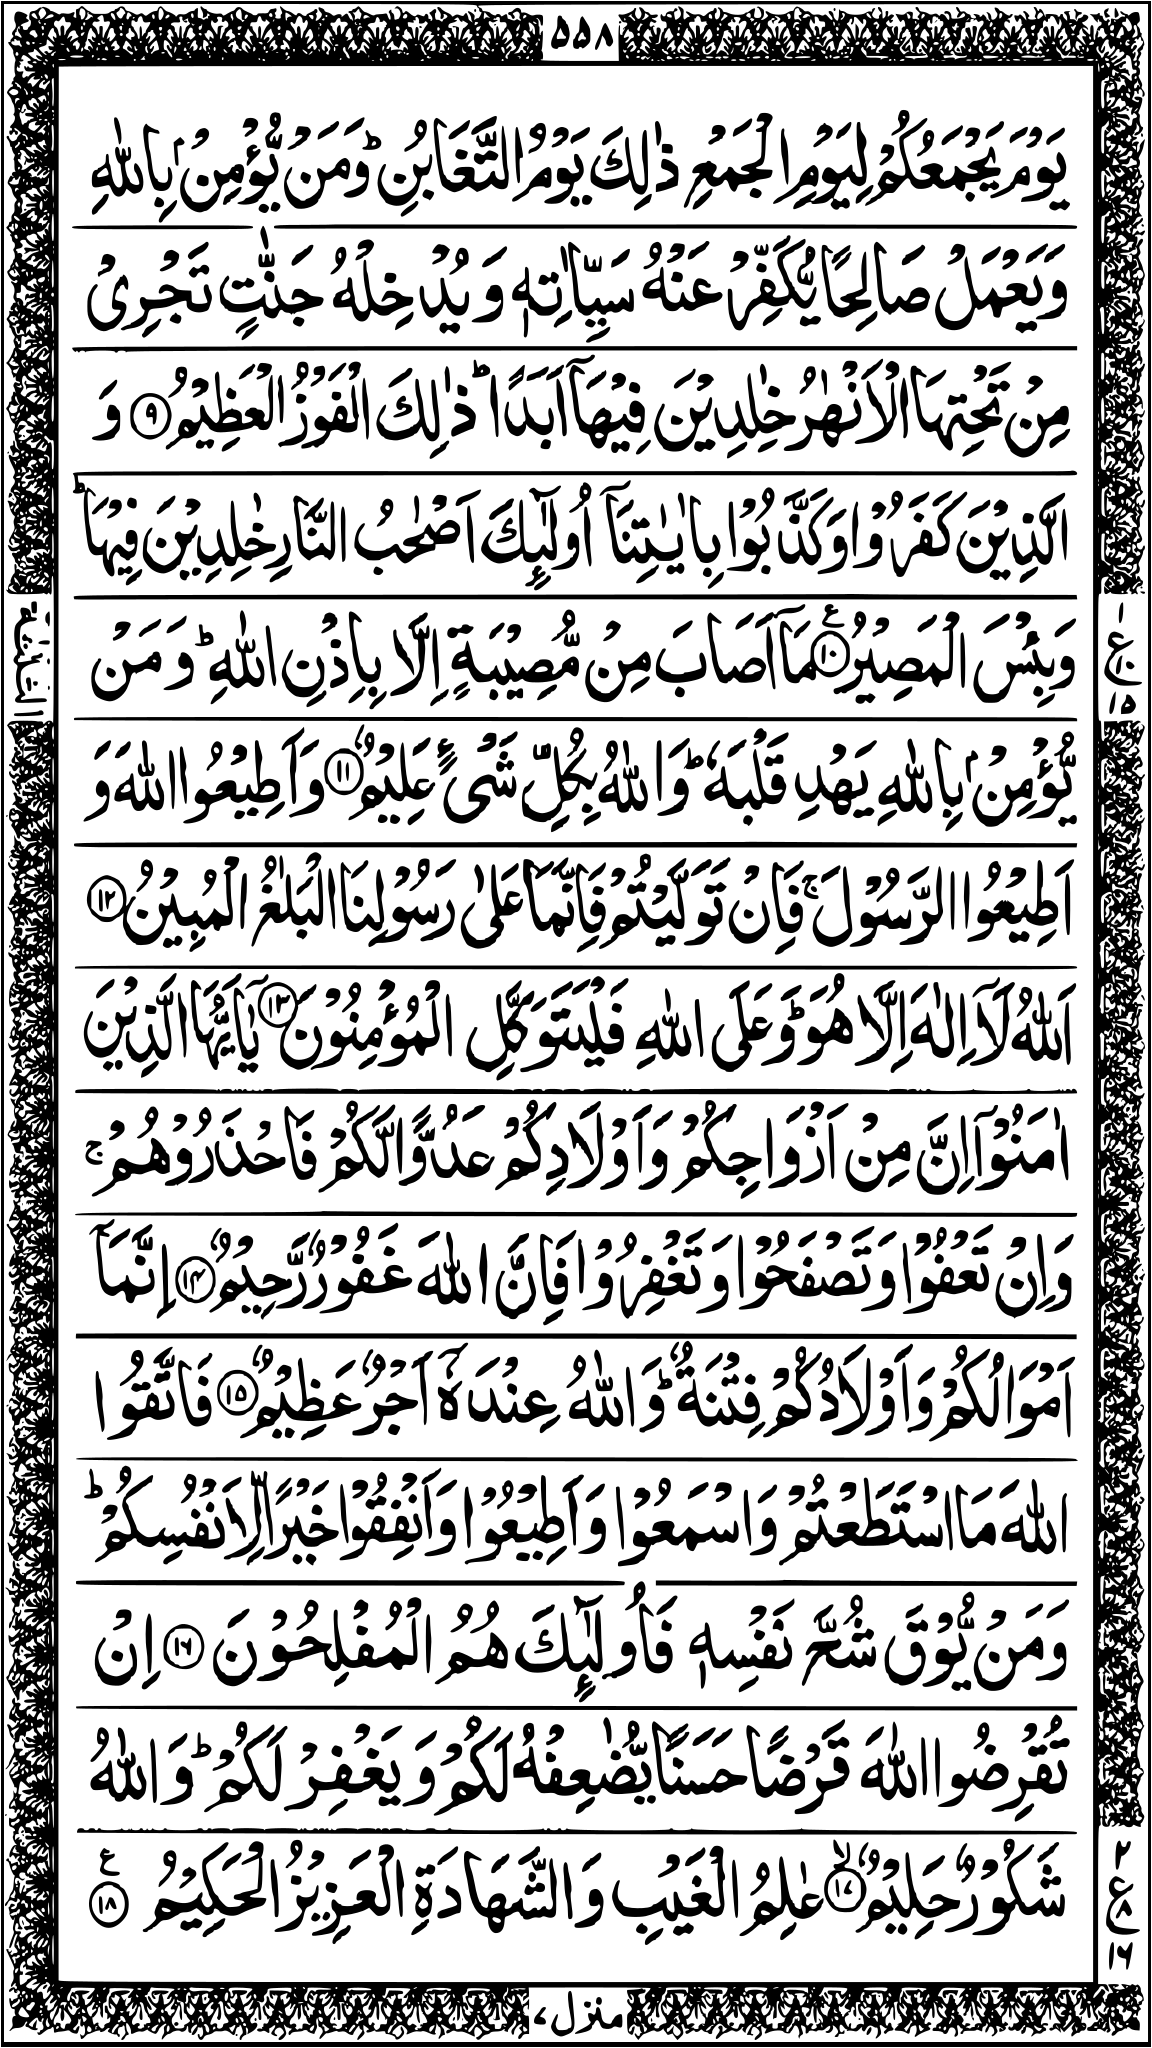 ۵۵۸
يَوْمَ يَجْمَعُكُمْ لِيَوْمِ الْجَمْعِ ذٰلِكَ يَوْمُ التَّغَابُنِ ؕ وَمَنْ يُّؤْمِنْۢ بِاللّٰهِ
وَيَعْمَلْ صَالِحًا يُّكَفِّرْ عَنْهُ سَيِّاٰتِهٖ وَيُدْخِلْهُ جَنّٰتٍ تَجْرِىْ
مِنْ تَحْتِهَا الْاَنْهٰرُ خٰلِدِيْنَ فِيْهَاۤ اَبَدًا ؕ ذٰلِكَ الْفَوْزُ الْعَظِيْمُ ۹ وَ
الَّذِيْنَ كَفَرُوْا وَكَذَّبُوْا بِاٰيٰتِنَاۤ اُولٰٓئِكَ اَصْحٰبُ النَّارِ خٰلِدِيْنَ فِيْهَا ؕ
وَبِئْسَ الْمَصِيْرُ ۱۰ ع مَاۤ اَصَابَ مِنْ مُّصِيْبَةٍ اِلَّا بِاِذْنِ اللّٰهِ ؕ وَمَنْ
يُّؤْمِنْۢ بِاللّٰهِ يَهْدِ قَلْبَهٗ ؕ وَاللّٰهُ بِكُلِّ شَىْءٍ عَلِيْمٌ ۱۱ وَاَطِيْعُوا اللّٰهَ وَ
اَطِيْعُوا الرَّسُوْلَ ۚ فَاِنْ تَوَلَّيْتُمْ فَاِنَّمَا عَلٰى رَسُوْلِنَا الْبَلٰغُ الْمُبِيْنُ ۱۲
اَللّٰهُ لَاۤ اِلٰهَ اِلَّا هُوَ ؕ وَعَلَى اللّٰهِ فَلْيَتَوَكَّلِ الْمُؤْمِنُوْنَ ۱۳ يٰۤاَيُّهَا الَّذِيْنَ
اٰمَنُوْۤا اِنَّ مِنْ اَزْوَاجِكُمْ وَاَوْلَادِكُمْ عَدُوًّا لَّكُمْ فَاحْذَرُوْهُمْ ۚ
وَاِنْ تَعْفُوْا وَتَصْفَحُوْا وَتَغْفِرُوْا فَاِنَّ اللّٰهَ غَفُوْرٌ رَّحِيْمٌ ۱۴ اِنَّمَاۤ
اَمْوَالُكُمْ وَاَوْلَادُكُمْ فِتْنَةٌ ؕ وَاللّٰهُ عِنْدَهٗۤ اَجْرٌ عَظِيْمٌ ۱۵ فَاتَّقُوا
اللّٰهَ مَا اسْتَطَعْتُمْ وَاسْمَعُوْا وَاَطِيْعُوْا وَاَنْفِقُوْا خَيْرًا لِّاَنْفُسِكُمْ ؕ
وَمَنْ يُّوْقَ شُحَّ نَفْسِهٖ فَاُولٰٓئِكَ هُمُ الْمُفْلِحُوْنَ ۱۶ اِنْ
تُقْرِضُوا اللّٰهَ قَرْضًا حَسَنًا يُّضٰعِفْهُ لَكُمْ وَيَغْفِرْ لَكُمْ ؕ وَاللّٰهُ
شَكُوْرٌ حَلِيْمٌ ۱۷ ۙ عٰلِمُ الْغَيْبِ وَالشَّهَادَةِ الْعَزِيْزُ الْحَكِيْمُ ۱۸ ع
الثلٰثة
۱
ع ۱۰
۱۵
۲
ع ۸
۱۶
منزل ۷